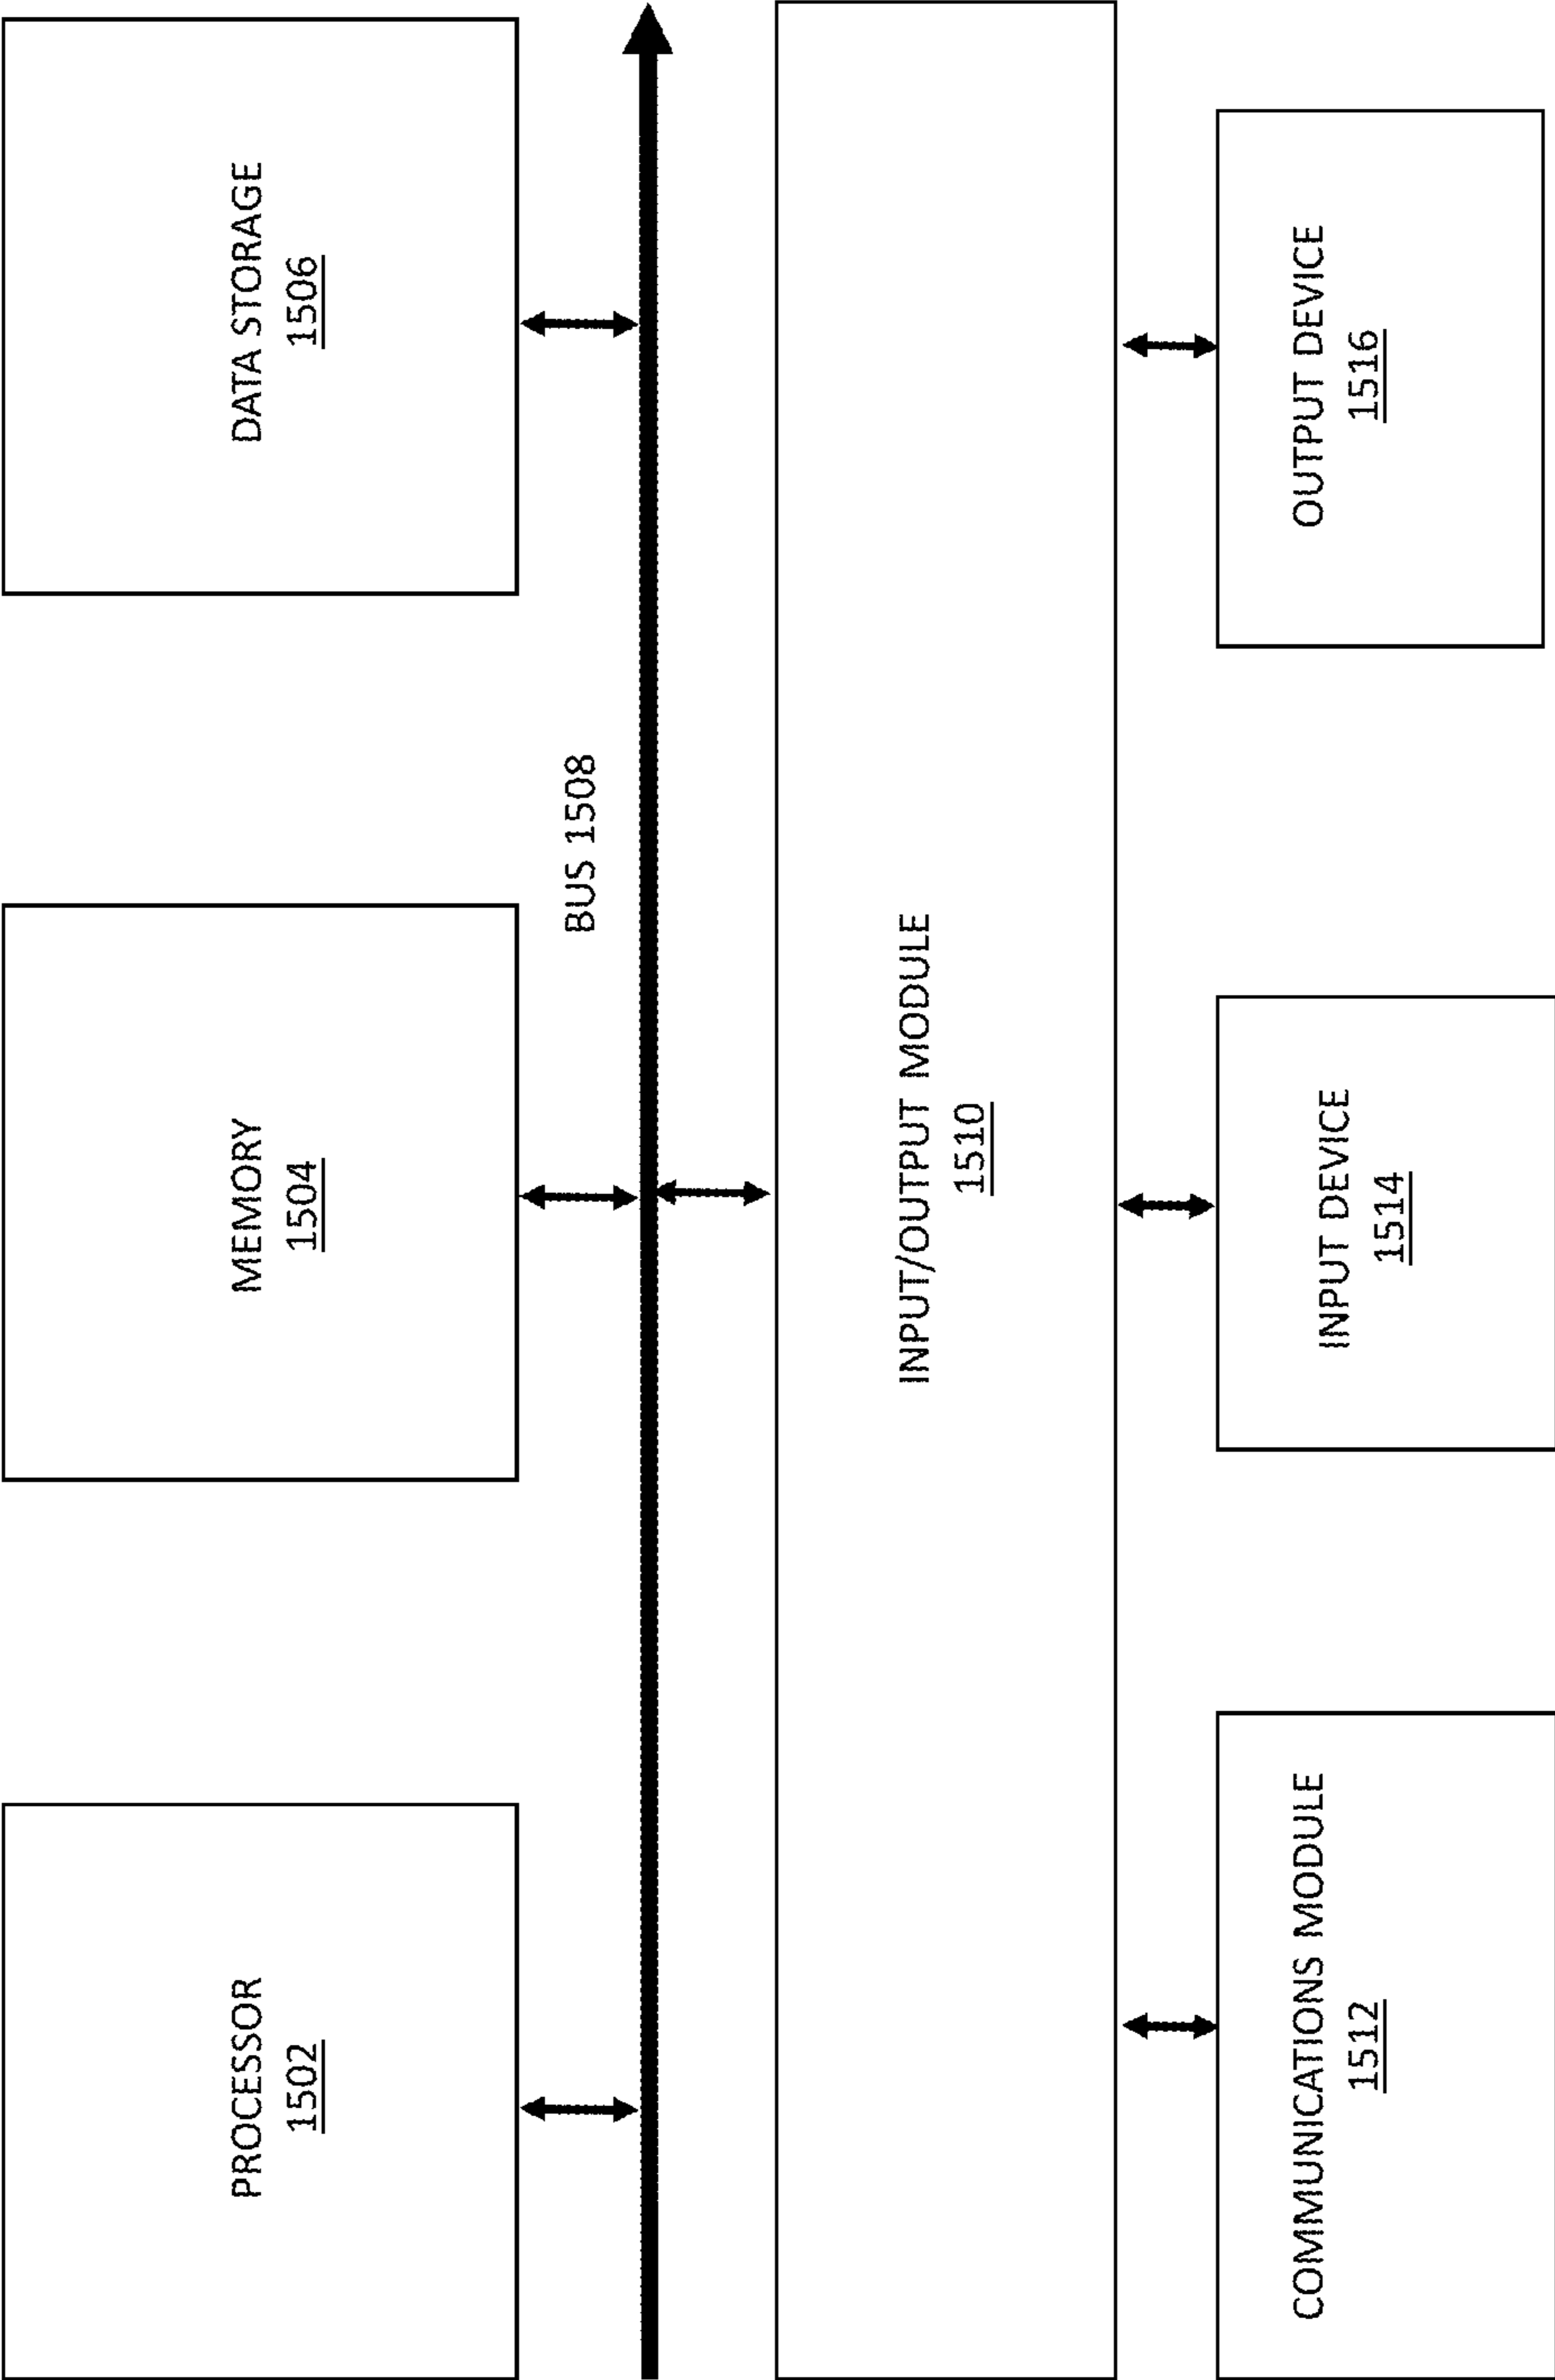 PROCESSOR
1502
MEMORY
1504
DATA STORAGE
1506
BUS 1508
INPUT/OUTPUT MODULE
1510
COMMUNICATIONS MODULE
1512
INPUT DEVICE
1514
OUTPUT DEVICE
1516